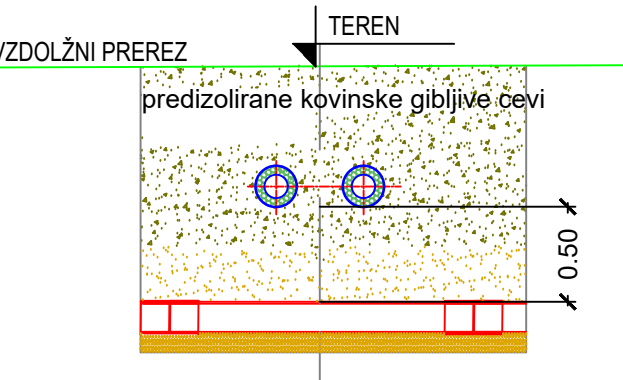 TEREN
VZDOLŽNI PREREZ
predizolirane kovinske gibljive cevi
0.50